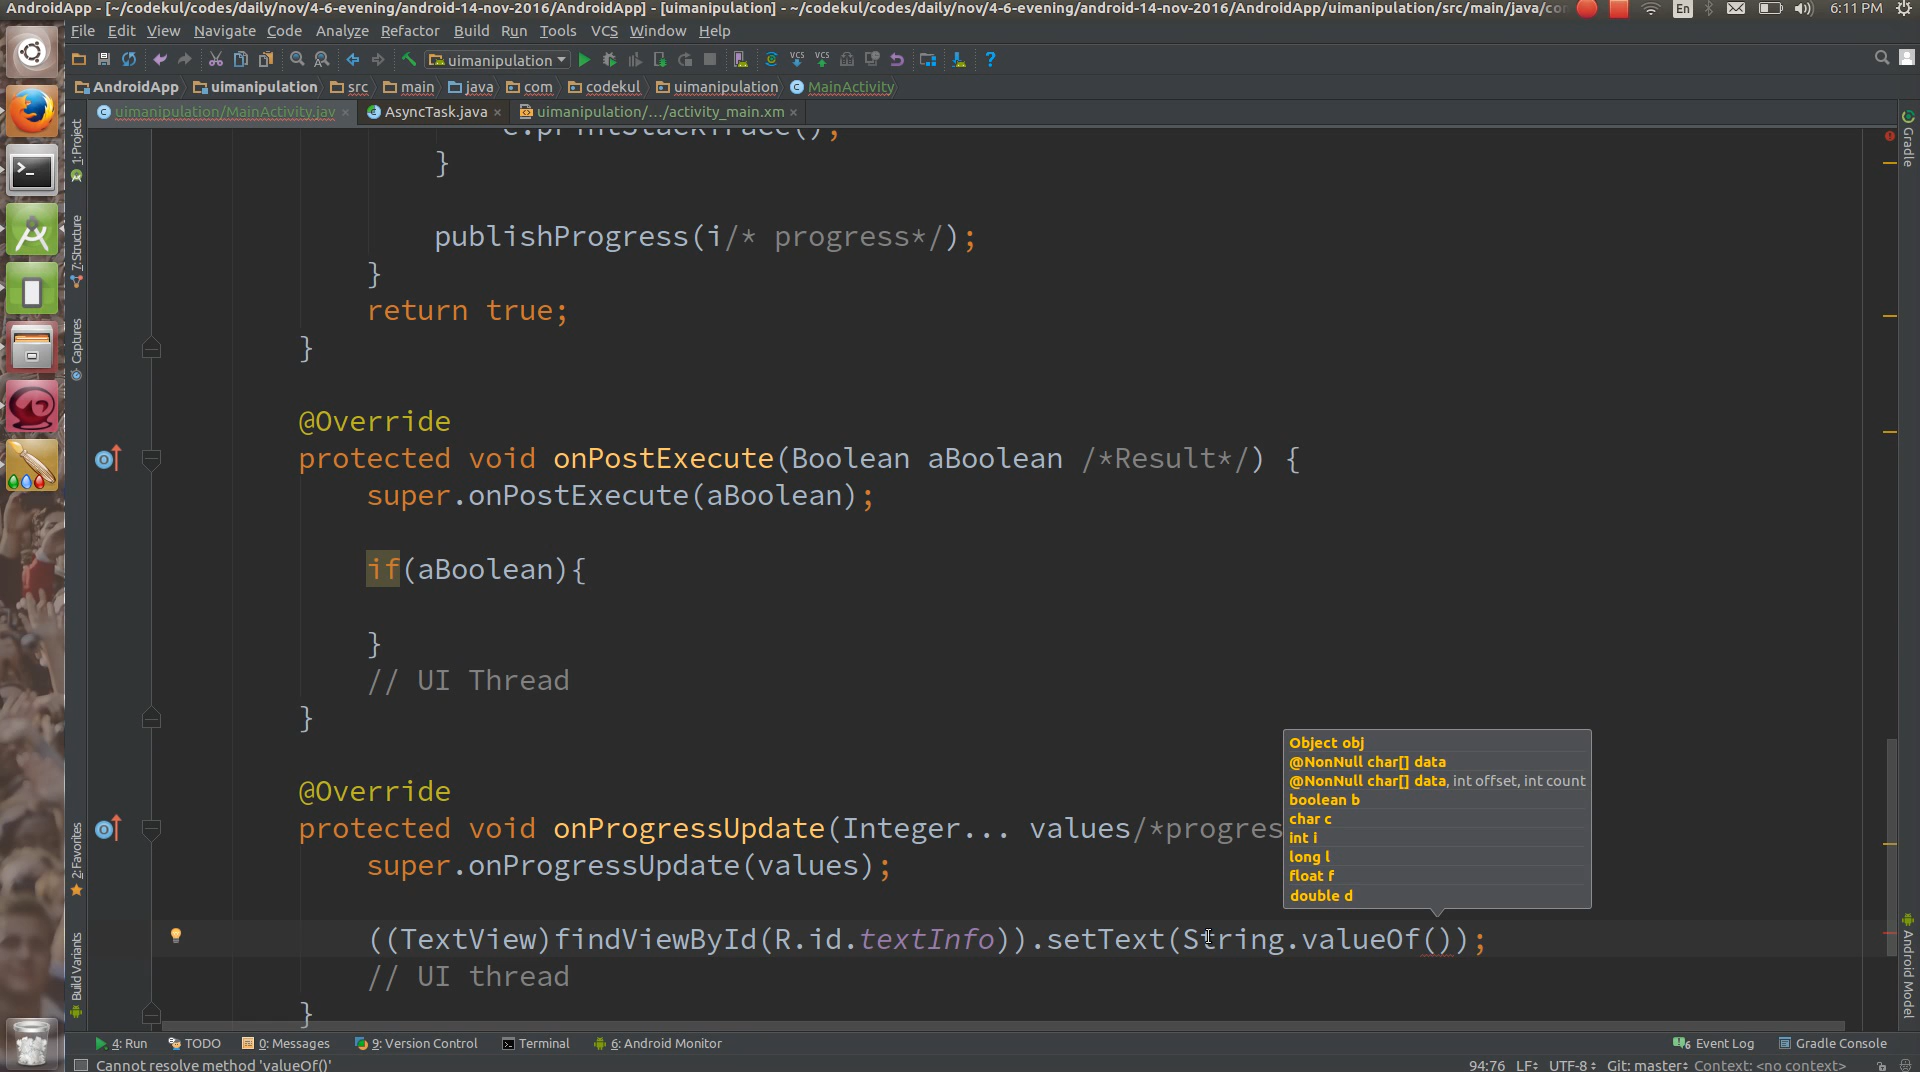 AndroidApp - [~/codekul/codes/daily/nov/4-6-evening/android-14-nov-2016/AndroidApp] - [uimanipulation] - ~/codekul/codes/daily/nov/4-6-evening/android-14-nov-2016/AndroidApp/uimanipulation/src/main/java/co
En
6:11 PM
File Edit View Navigate Code Analyze Refactor Build Run Tools VCS Window Help
uimanipulation
VCS VCS
AndroidApp uimanipulation src main java com codekul uimanipulation MainActivity
uimanipulation/MainActivity.jav AsyncTask.java uimanipulation/.../activity_main.xm
1: Project
7: Structure
Captures
2: Favorites
Build Variants
Gradle
Android Model
e.printStackTrace();
}
publishProgress(i/* progress*/);
}
return true;
}
@Override
protected void onPostExecute(Boolean aBoolean /*Result*/) {
super.onPostExecute(aBoolean);
if(aBoolean){
}
// UI Thread
}
@Override
protected void onProgressUpdate(Integer... values/*progres
super.onProgressUpdate(values);
((TextView)findViewById(R.id.textInfo)).setText(String.valueOf());
// UI thread
}
Object obj
@NonNull char[] data
@NonNull char[] data, int offset, int count
boolean b
char c
int i
long l
float f
double d
4: Run TODO 0: Messages 9: Version Control Terminal 6: Android Monitor
6 Event Log Gradle Console
Cannot resolve method 'valueOf()'
94:76 LF UTF-8 Git: master Context: <no context>